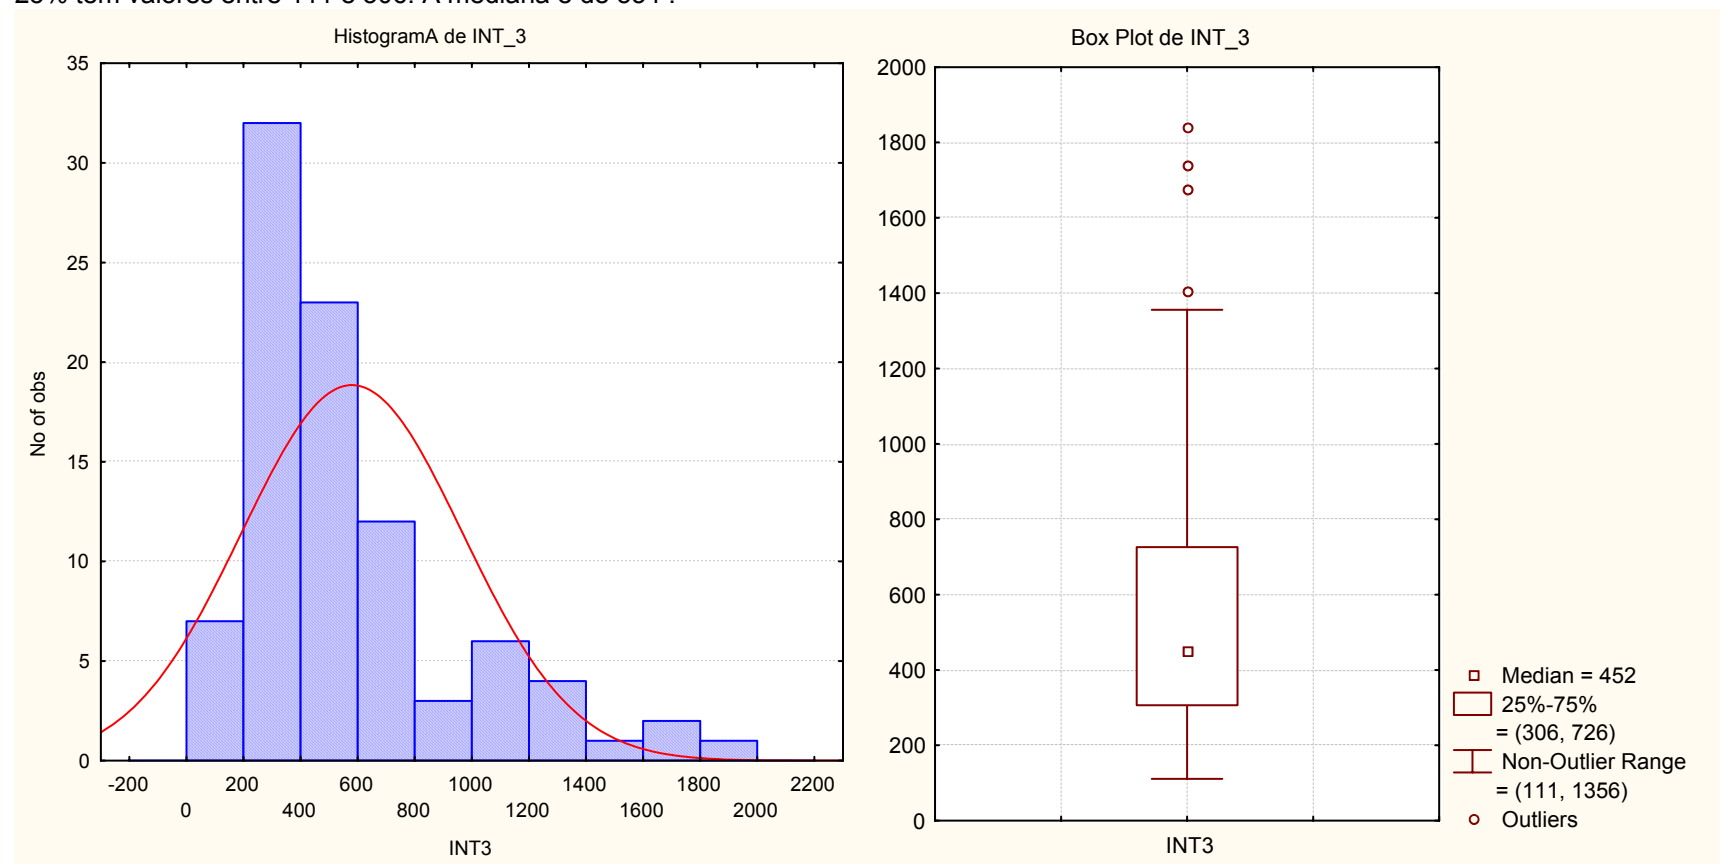 HistogramA de INT_3
No of obs
35
30
25
20
15
10
5
0
-200 200 600 1000 1400 1800 2200
0 400 800 1200 1600 2000
INT3
Box Plot de INT_3
2000
1800
1600
1400
1200
1000
800
600
400
200
0
INT3
Median = 452
25%-75%
= (306, 726)
Non-Outlier Range
= (111, 1356)
Outliers